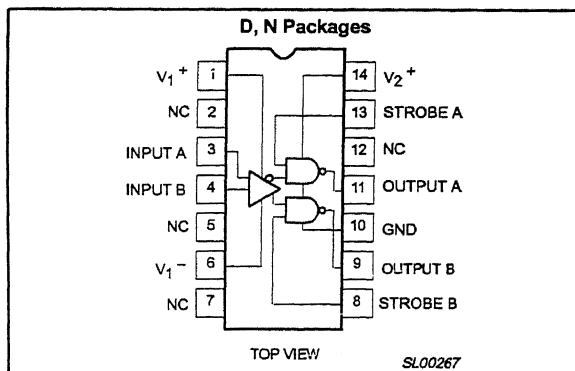 D, N Packages
V1+ 1 14 V2+
NC 2 13 STROBE A
INPUT A 3 12 NC
INPUT B 4 11 OUTPUT A
NC 5 10 GND
V1− 6 9 OUTPUT B
NC 7 8 STROBE B
TOP VIEW
SL00267